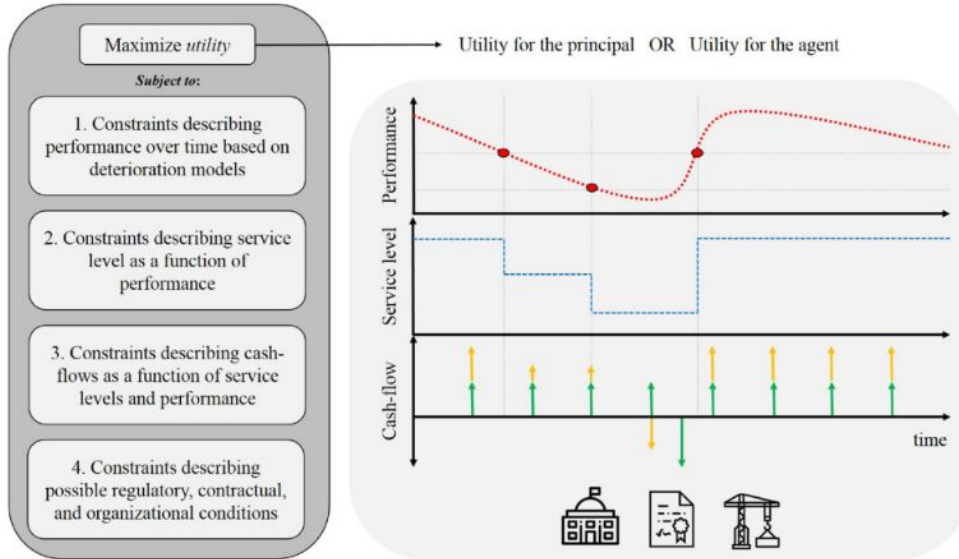 Maximize utility
Utility for the principal OR Utility for the agent
Subject to:
1. Constraints describing
performance over time based on
deterioration models
2. Constraints describing service
level as a function of
performance
3. Constraints describing cash-
flows as a function of service
levels and performance
4. Constraints describing
possible regulatory, contractual,
and organizational conditions
Performance
Service level
Cash-flow
time